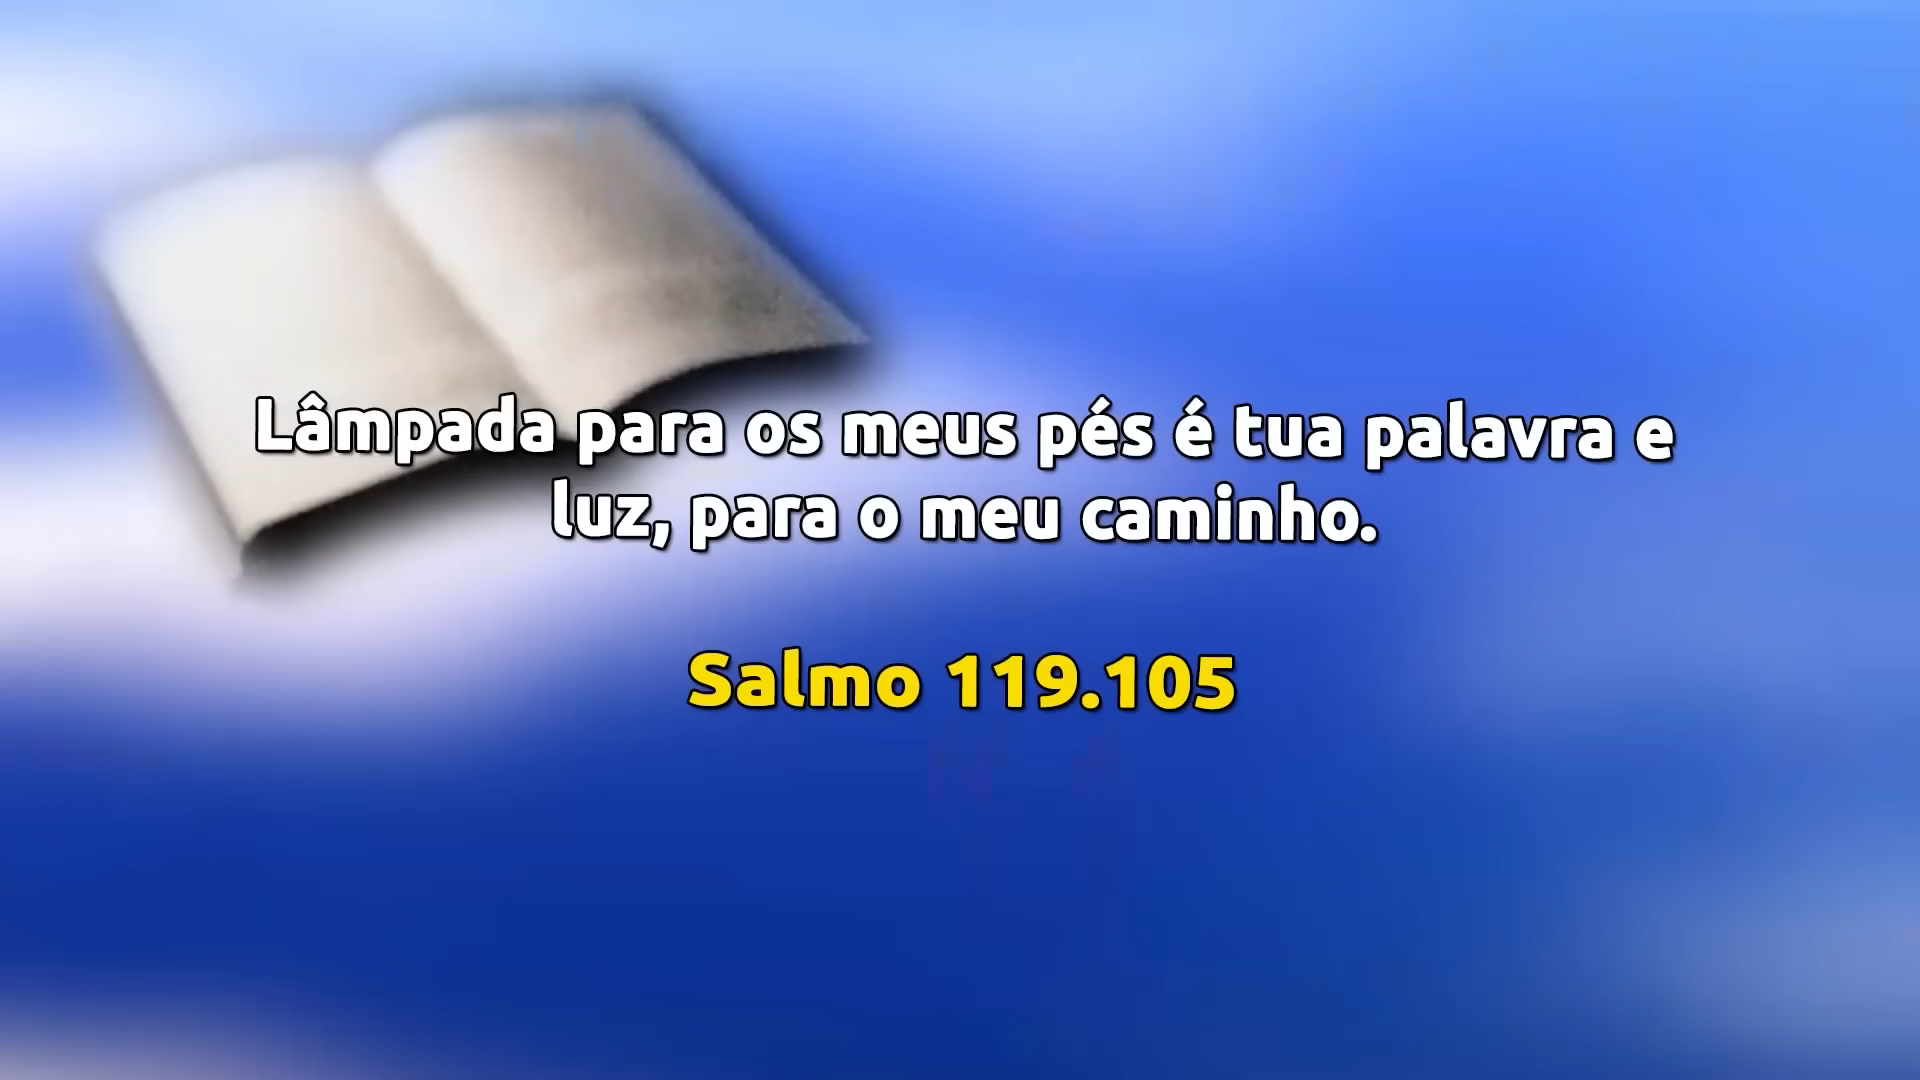 Lâmpada para os meus pés é tua palavra e
luz, para o meu caminho.
Salmo 119.105